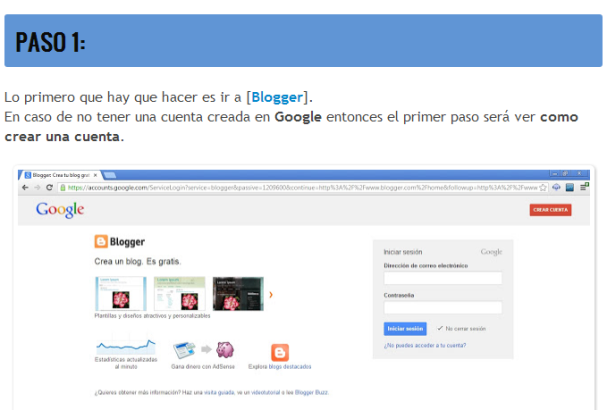 PASO 1:
Lo primero que hay que hacer es ir a [Blogger].
En caso de no tener una cuenta creada en Google entonces el primer paso será ver como
crear una cuenta.
Blogger: Crea tu blog grat
https://accounts.google.com/ServiceLogin?service=blogger&passive=1209600&continue=http%3A%2F%2Fwww.blogger.com%2Fhome&followup=http%3A%2F%2Fwww
Google
CREAR CUENTA
Blogger
Crea un blog. Es gratis.
Plantillas y diseños atractivos y personalizables
Estadísticas actualizadas
al minuto
Gana dinero con AdSense
Explora blogs destacados
¿Quieres obtener más información? Haz una visita guiada, ve un videotutorial o lee Blogger Buzz.
Iniciar sesión Google
Dirección de correo electrónico
Contraseña
Iniciar sesión No cerrar sesión
¿No puedes acceder a tu cuenta?